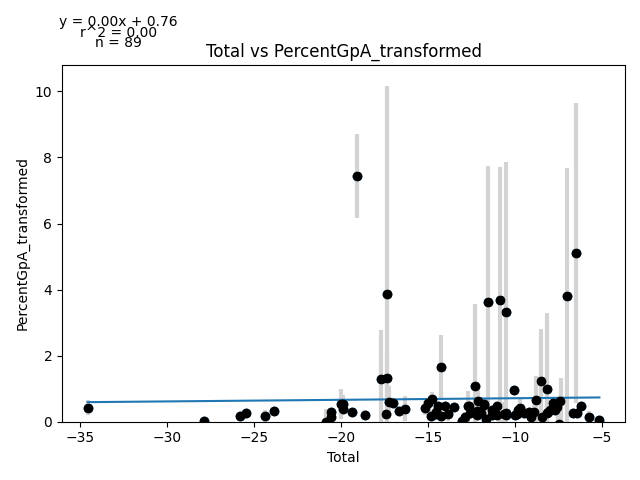 y = 0.00x + 0.76
r^2 = 0.00
n = 89
Total vs PercentGpA_transformed
PercentGpA_transformed
10
8
6
4
2
0
−35 −30 −25 −20 −15 −10 −5
Total